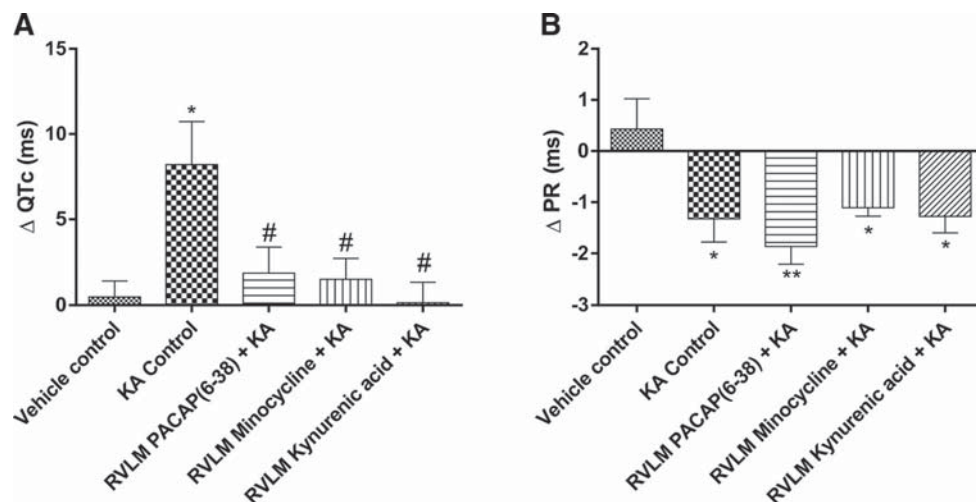 A
Δ QTc (ms)
15
10
5
0
*
#
#
#
Vehicle control
KA Control
RVLM PACAP(6-38) + KA
RVLM Minocycline + KA
RVLM Kynurenic acid + KA
B
Δ PR (ms)
2
1
0
-1
-2
-3
*
**
*
*
Vehicle control
KA Control
RVLM PACAP(6-38) + KA
RVLM Minocycline + KA
RVLM Kynurenic acid + KA